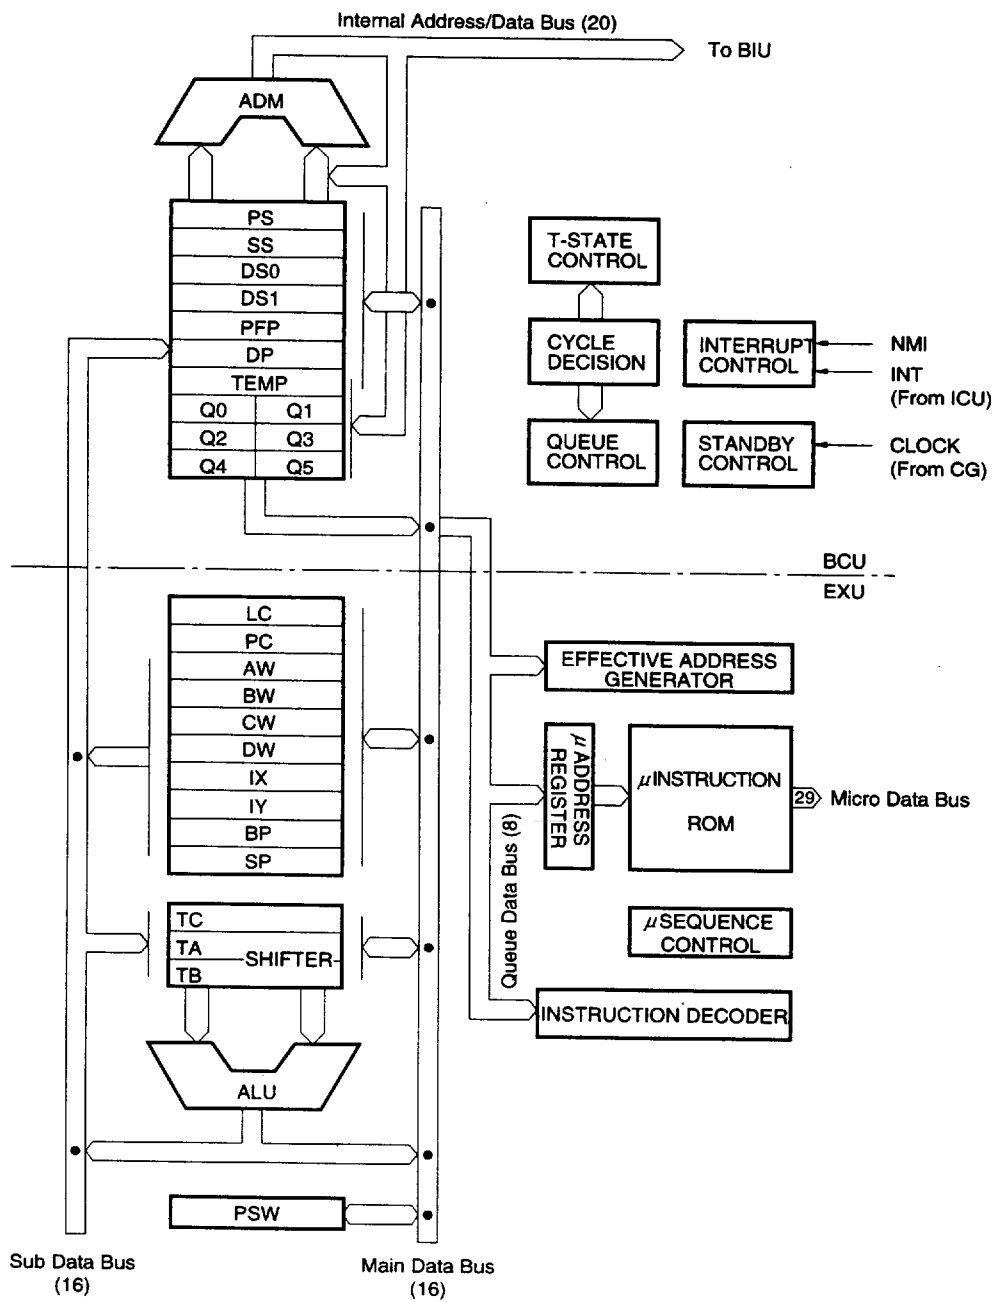 Internal Address/Data Bus (20)
To BIU
ADM
PS
SS
DS0
DS1
PFP
DP
TEMP
Q0 Q1
Q2 Q3
Q4 Q5
T-STATE
CONTROL
CYCLE
DECISION
QUEUE
CONTROL
INTERRUPT
CONTROL
NMI
INT
(From ICU)
STANDBY
CONTROL
CLOCK
(From CG)
BCU
EXU
LC
PC
AW
BW
CW
DW
IX
IY
BP
SP
TC
TA
TB
SHIFTER
ALU
PSW
EFFECTIVE ADDRESS
GENERATOR
μ ADDRESS
REGISTER
μINSTRUCTION
ROM
29
Micro Data Bus
Queue Data Bus (8)
μSEQUENCE
CONTROL
INSTRUCTION DECODER
Sub Data Bus
(16)
Main Data Bus
(16)